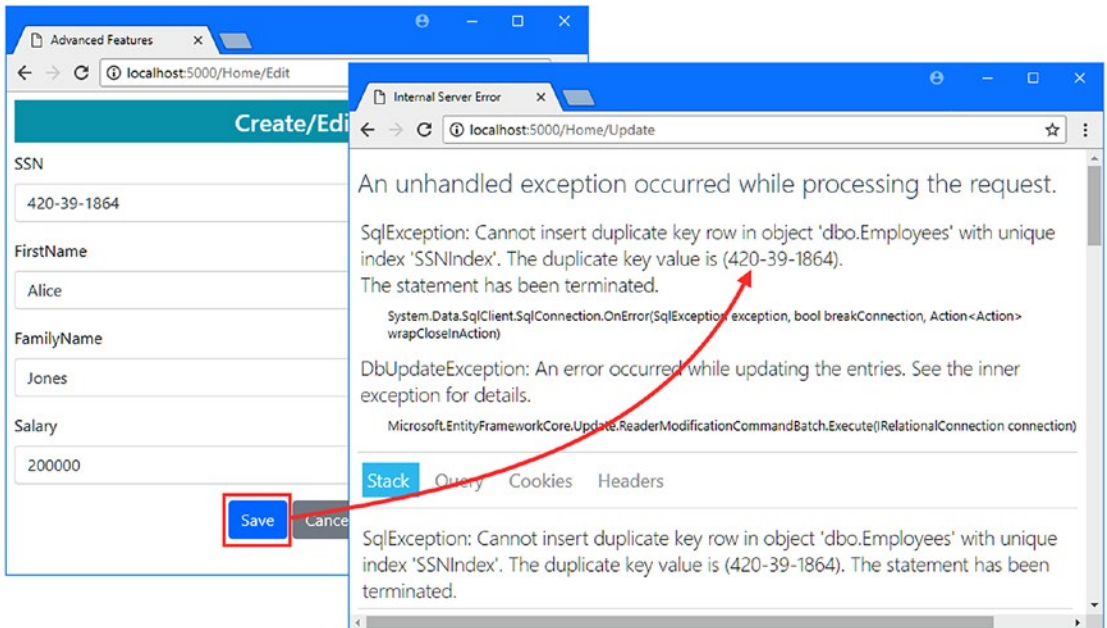 Advanced Features
localhost:5000/Home/Edit
Create/Edi
SSN
420-39-1864
FirstName
Alice
FamilyName
Jones
Salary
200000
Save
Cance
Internal Server Error
localhost:5000/Home/Update
An unhandled exception occurred while processing the request.
SqlException: Cannot insert duplicate key row in object 'dbo.Employees' with unique
index 'SSNIndex'. The duplicate key value is (420-39-1864).
The statement has been terminated.
System.Data.SqlClient.SqlConnection.OnError(SqlException exception, bool breakConnection, Action<Action>
wrapCloseInAction)
DbUpdateException: An error occurred while updating the entries. See the inner
exception for details.
Microsoft.EntityFrameworkCore.Update.ReaderModificationCommandBatch.Execute(IRelationalConnection connection)
Stack Query Cookies Headers
SqlException: Cannot insert duplicate key row in object 'dbo.Employees' with unique
index 'SSNIndex'. The duplicate key value is (420-39-1864). The statement has been
terminated.